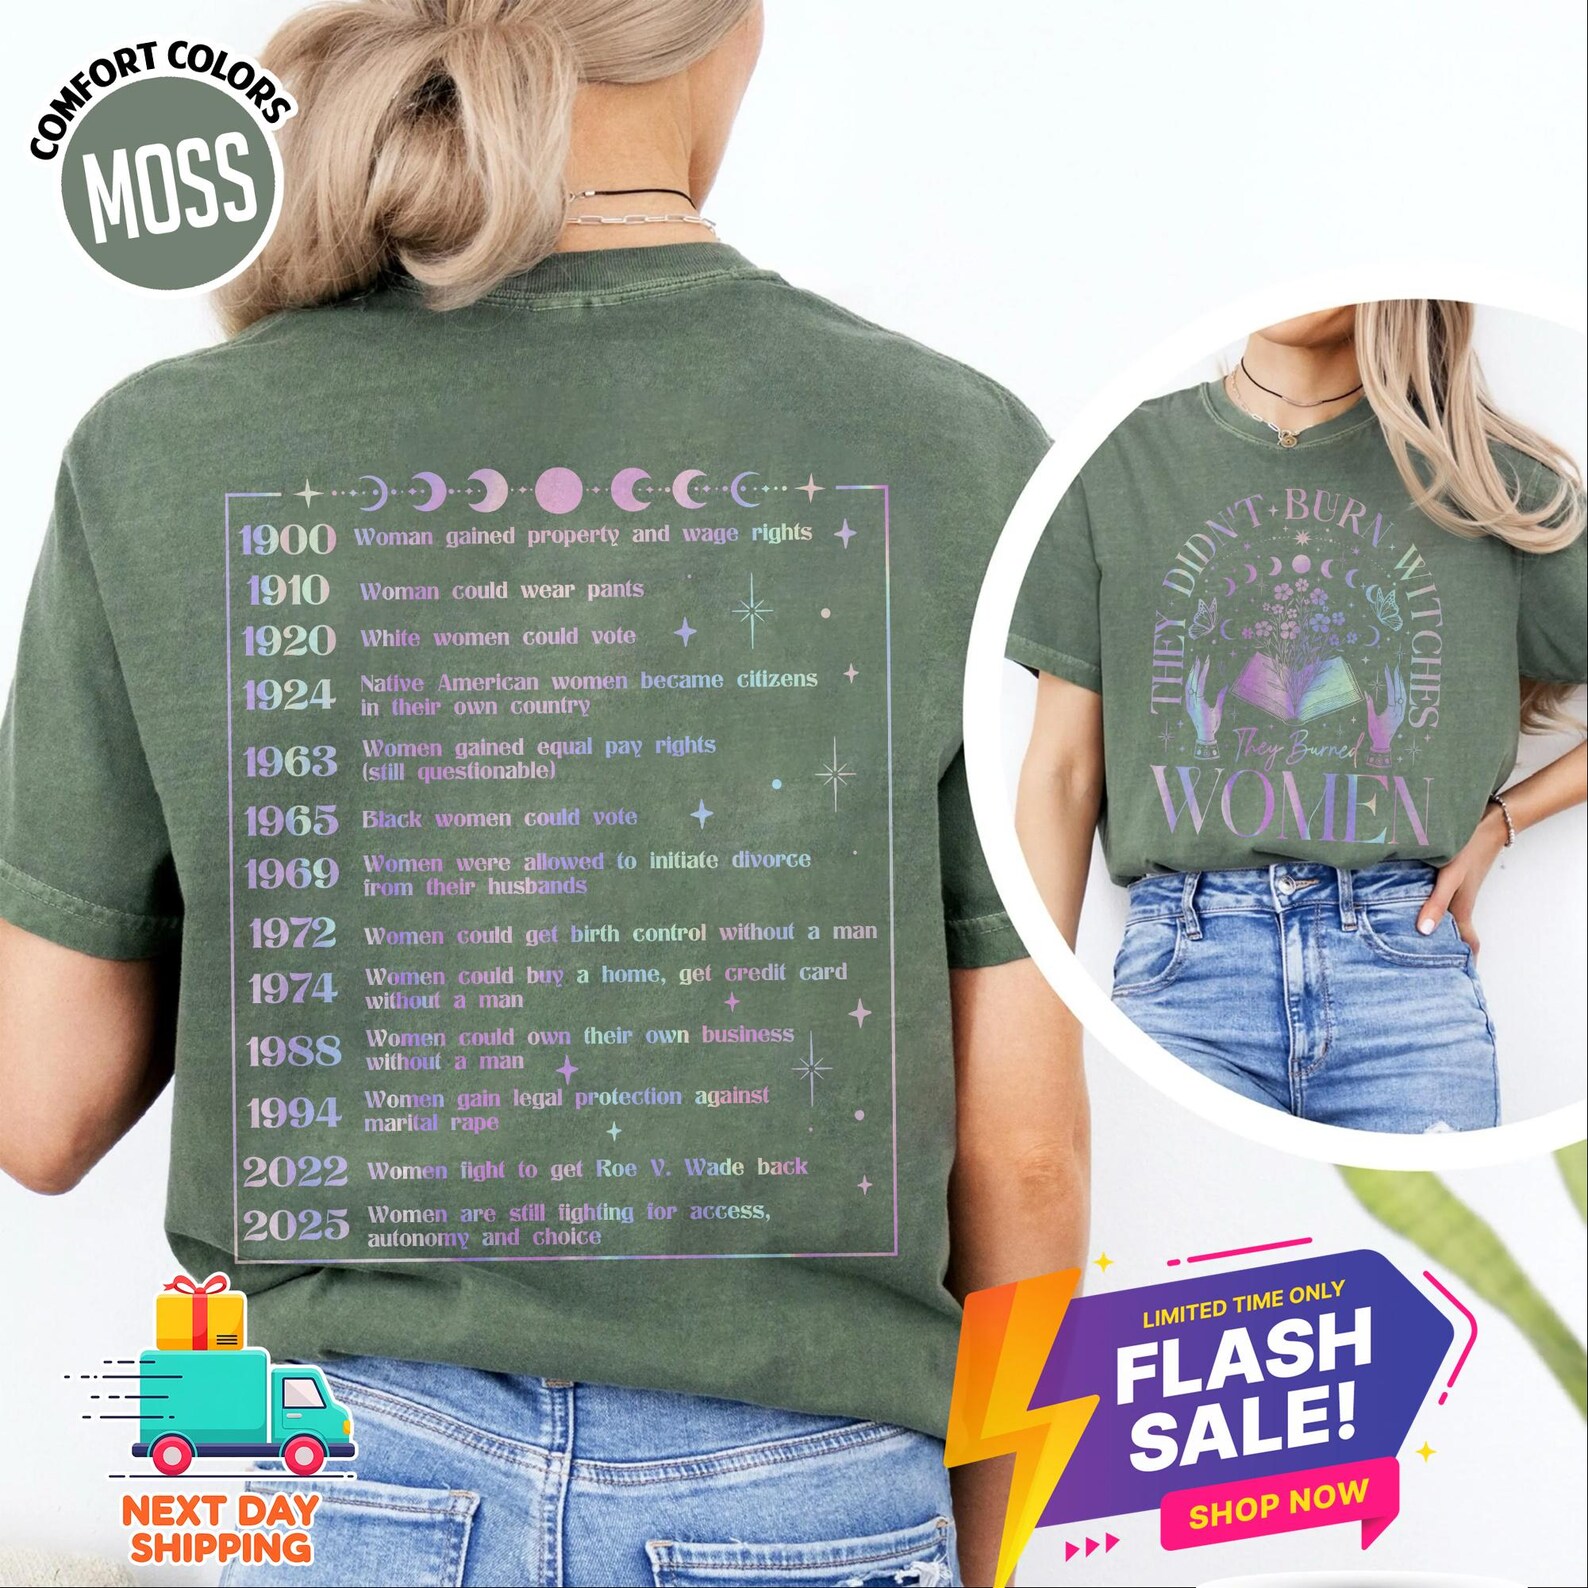 COMFORT COLORS
MOSS
1900 Woman gained property and wage rights
1910 Woman could wear pants
1920 White women could vote
1924 Native American women became citizens
in their own country
1963 Women gained equal pay rights
(still questionable)
1965 Black women could vote
1969 Women were allowed to initiate divorce
from their husbands
1972 Women could get birth control without a man
1974 Women could buy a home, get credit card
without a man
1988 Women could own their own business
without a man
1994 Women gain legal protection against
marital rape
2022 Women fight to get Roe V. Wade back
2025 Women are still fighting for access,
autonomy and choice
THEY DIDN'T BURN WITCHES
They Burned
WOMEN
NEXT DAY
SHIPPING
LIMITED TIME ONLY
FLASH
SALE!
SHOP NOW